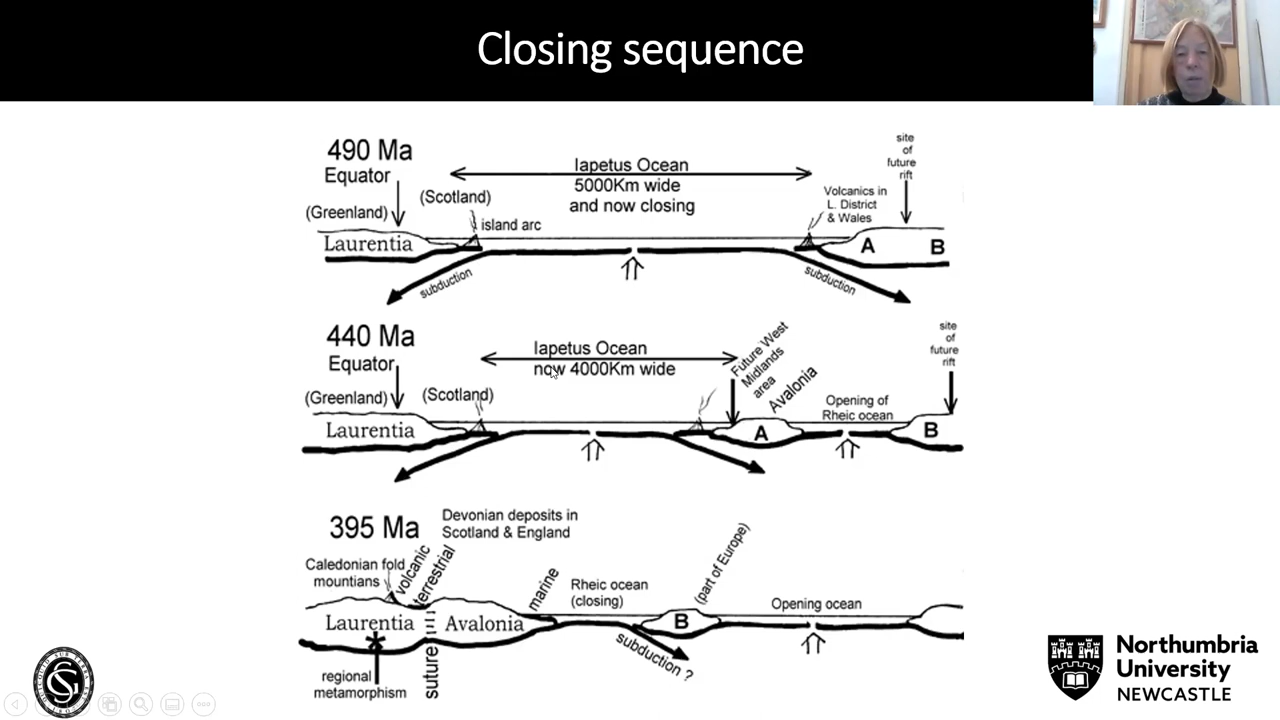 Closing sequence
490 Ma
Equator
(Greenland)
Laurentia
(Scotland)
island arc
Iapetus Ocean
5000Km wide
and now closing
Volcanics in
L. District
& Wales
site
of
future
rift
A
B
subduction
subduction
440 Ma
Equator
(Greenland)
Laurentia
(Scotland)
Iapetus Ocean
now 4000Km wide
Future West
Midlands
area
Avalonia
A
Opening of
Rheic ocean
site
of
future
rift
B
395 Ma
Devonian deposits in
Scotland & England
Caledonian fold
mountians
volcanic
terrestrial
Laurentia
Avalonia
suture
regional
metamorphism
marine
Rheic ocean
(closing)
B
(part of Europe)
subduction ?
Opening ocean
Northumbria
University
NEWCASTLE